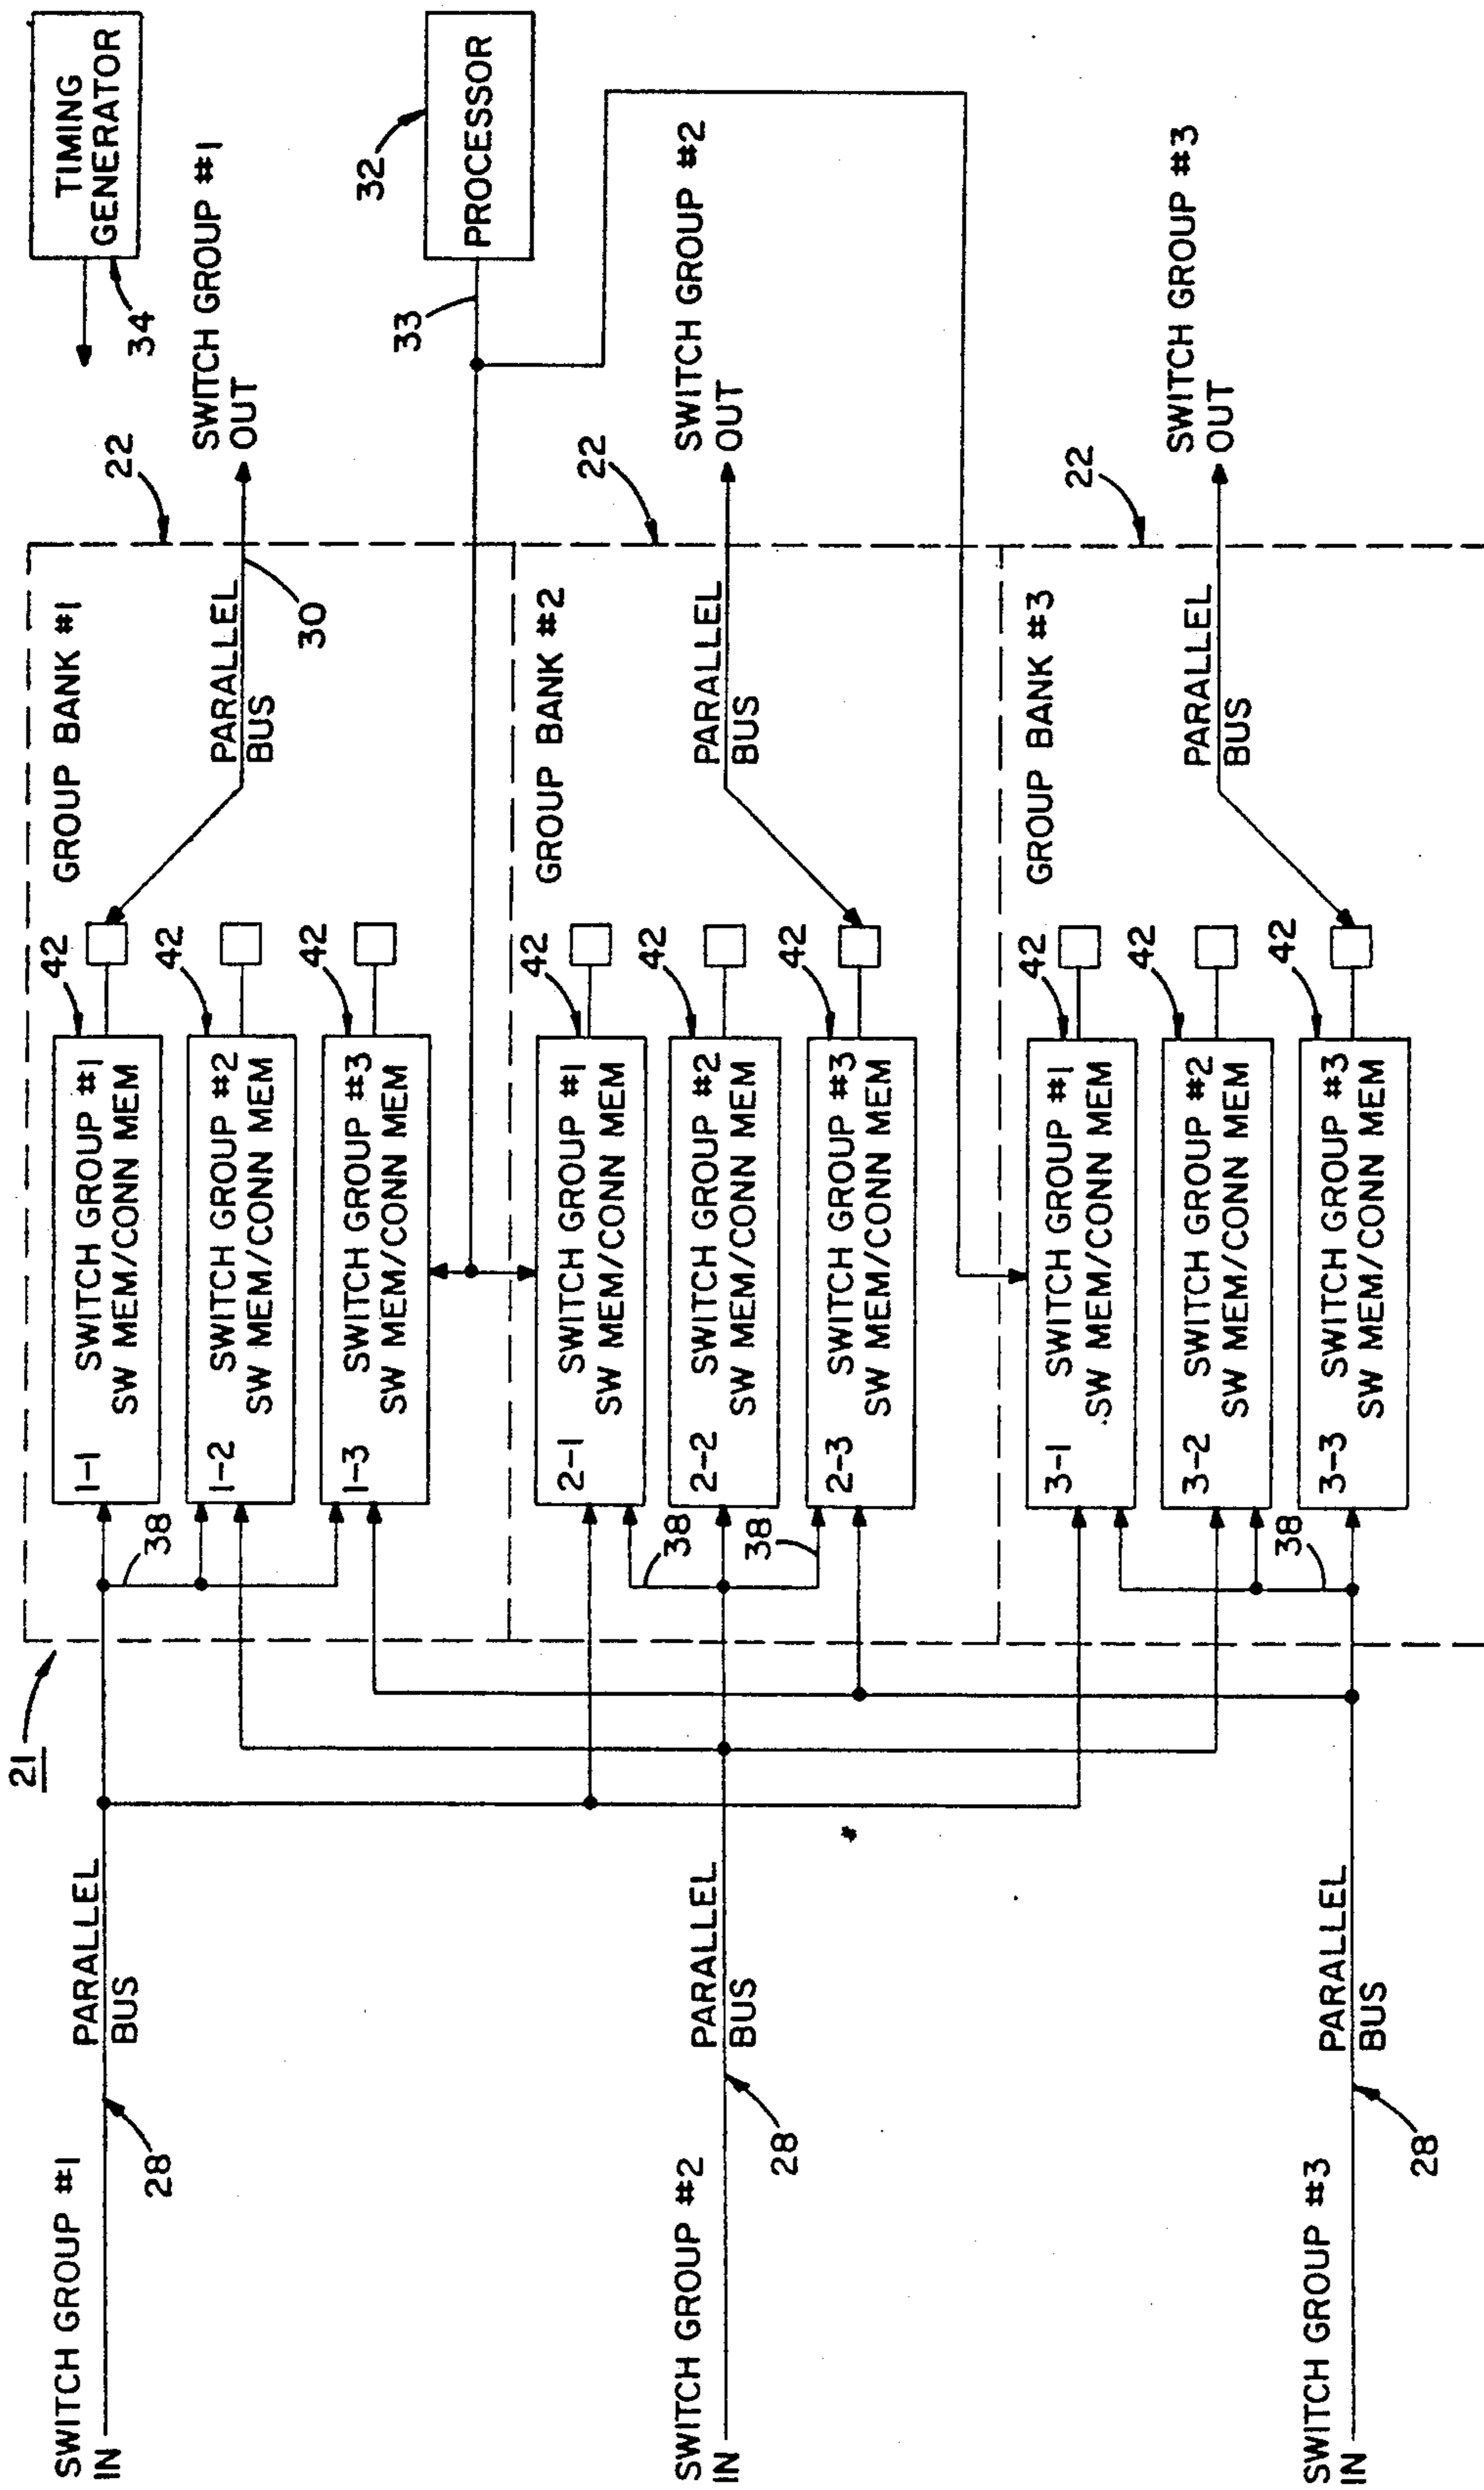 TIMING
GENERATOR
34
SWITCH GROUP #1
OUT
PROCESSOR
32
33
SWITCH GROUP #2
OUT
SWITCH GROUP #3
OUT
22
22
22
GROUP BANK #1
PARALLEL
BUS
30
GROUP BANK #2
PARALLEL
BUS
GROUP BANK #3
PARALLEL
BUS
42
42
42
42
42
42
42
42
42
1-1 SWITCH GROUP #1
SW MEM/CONN MEM
1-2 SWITCH GROUP #2
SW MEM/CONN MEM
1-3 SWITCH GROUP #3
SW MEM/CONN MEM
2-1 SWITCH GROUP #1
SW MEM/CONN MEM
2-2 SWITCH GROUP #2
SW MEM/CONN MEM
2-3 SWITCH GROUP #3
SW MEM/CONN MEM
3-1 SWITCH GROUP #1
SW MEM/CONN MEM
3-2 SWITCH GROUP #2
SW MEM/CONN MEM
3-3 SWITCH GROUP #3
SW MEM/CONN MEM
38
38
38
38
21
PARALLEL
BUS
28
SWITCH GROUP #1
IN
PARALLEL
BUS
28
SWITCH GROUP #2
IN
PARALLEL
BUS
28
SWITCH GROUP #3
IN